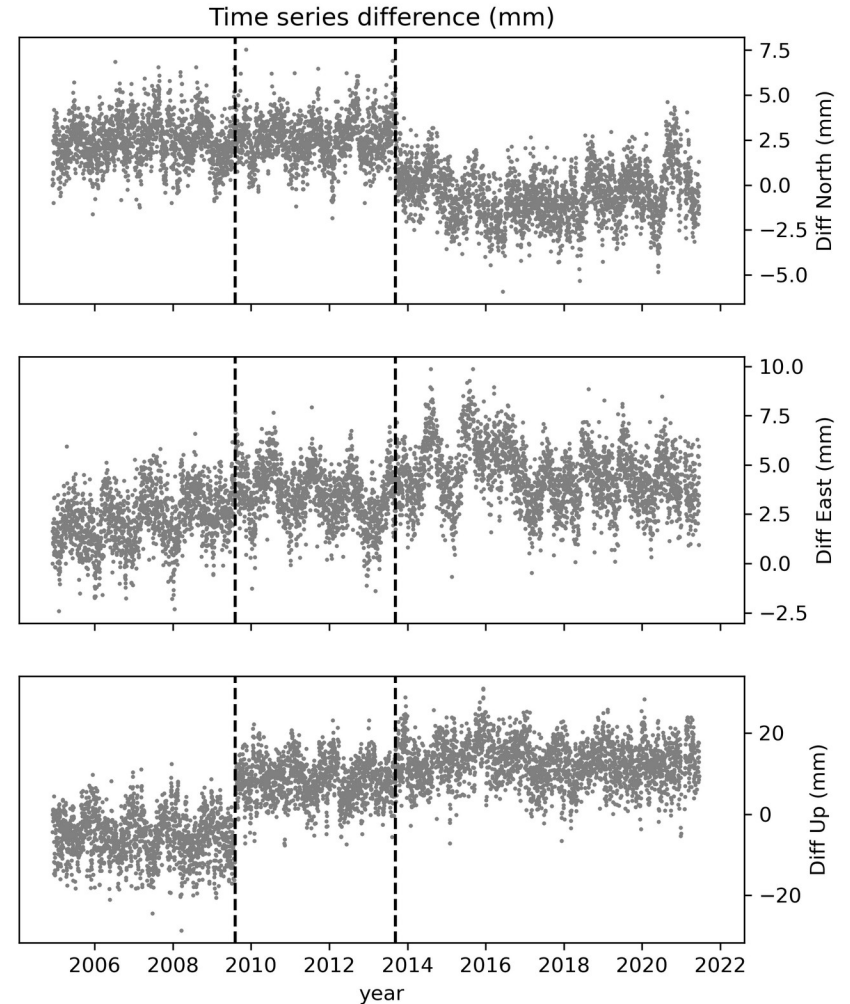 Time series difference (mm)
7.5
5.0
2.5
0.0
−2.5
−5.0
Diff North (mm)
10.0
7.5
5.0
2.5
0.0
−2.5
Diff East (mm)
20
0
−20
Diff Up (mm)
2006 2008 2010 2012 2014 2016 2018 2020 2022
year